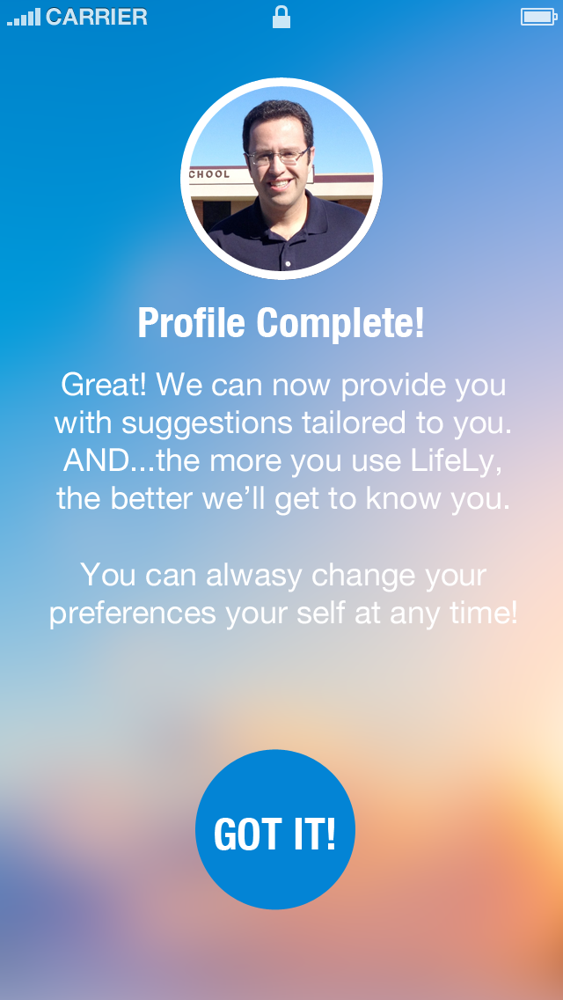 CARRIER
CHOOL
Profile Complete!
Great! We can now provide you
with suggestions tailored to you.
AND...the more you use LifeLy,
the better we’ll get to know you.
You can alwasy change your
preferences your self at any time!
GOT IT!